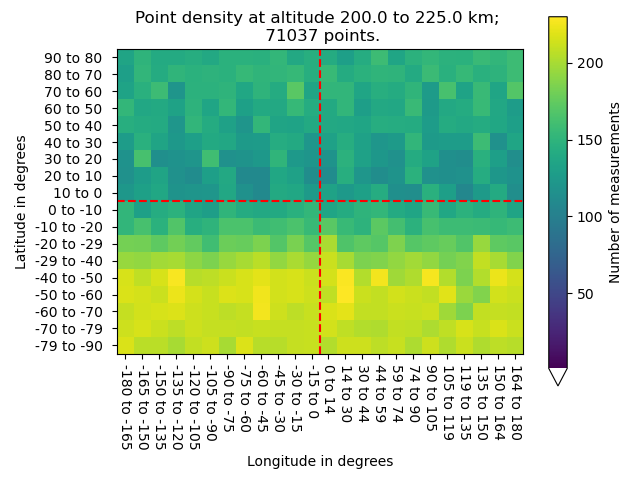 Point density at altitude 200.0 to 225.0 km;
71037 points.
Latitude in degrees
90 to 80
80 to 70
70 to 60
60 to 50
50 to 40
40 to 30
30 to 20
20 to 10
10 to 0
0 to -10
-10 to -20
-20 to -29
-29 to -40
-40 to -50
-50 to -60
-60 to -70
-70 to -79
-79 to -90
-180 to -165
-165 to -150
-150 to -135
-135 to -120
-120 to -105
-105 to -90
-90 to -75
-75 to -60
-60 to -45
-45 to -30
-30 to -15
-15 to 0
0 to 14
14 to 30
30 to 44
44 to 59
59 to 74
74 to 90
90 to 105
105 to 119
119 to 135
135 to 150
150 to 164
164 to 180
Longitude in degrees
200
150
100
50
Number of measurements